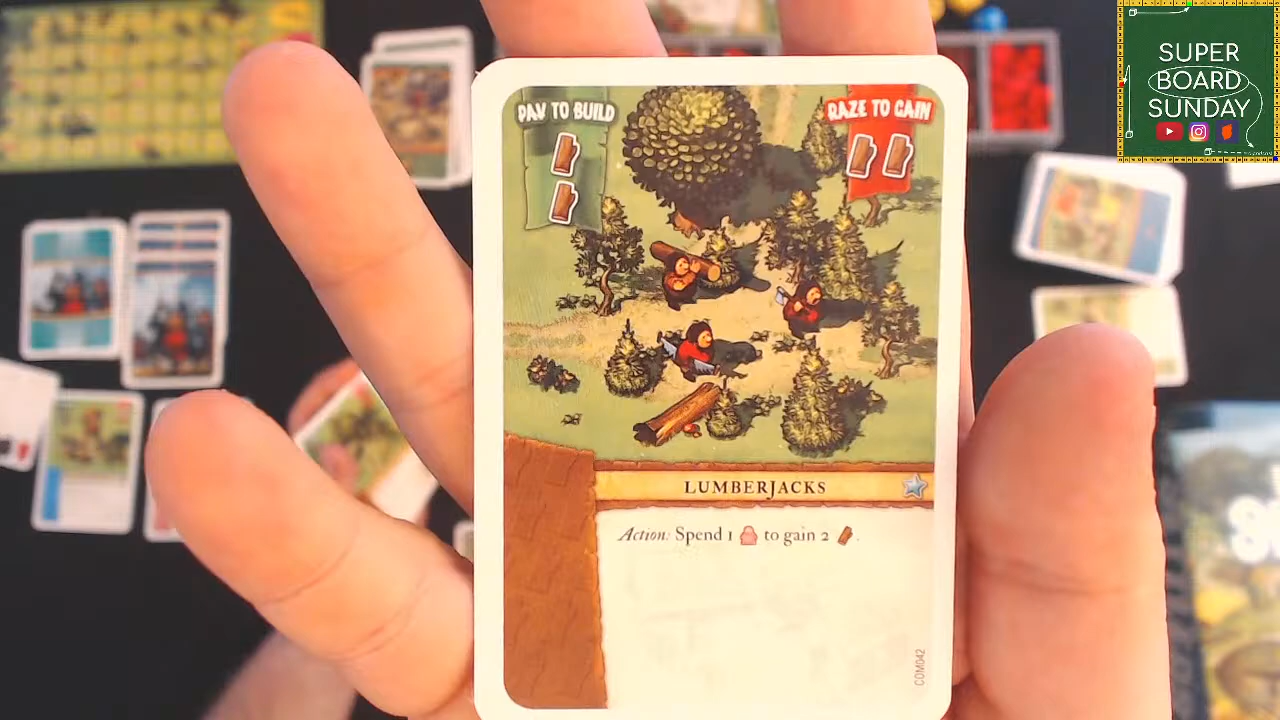 PAY TO BUILD
RAZE TO GAIN
LUMBERJACKS
Action: Spend 1 to gain 2 .
COM042
SUPER
BOARD
SUNDAY